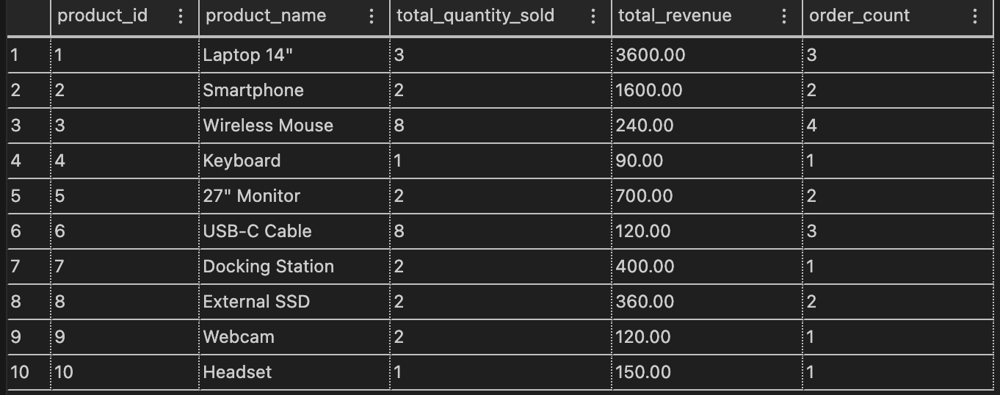 product_id product_name total_quantity_sold total_revenue order_count
1 1 Laptop 14" 3 3600.00 3
2 2 Smartphone 2 1600.00 2
3 3 Wireless Mouse 8 240.00 4
4 4 Keyboard 1 90.00 1
5 5 27" Monitor 2 700.00 2
6 6 USB-C Cable 8 120.00 3
7 7 Docking Station 2 400.00 1
8 8 External SSD 2 360.00 2
9 9 Webcam 2 120.00 1
10 10 Headset 1 150.00 1